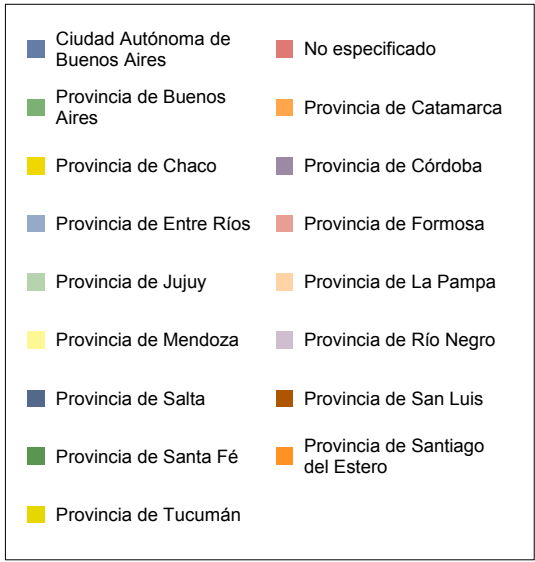 Ciudad Autónoma de
Buenos Aires
No especificado
Provincia de Buenos
Aires
Provincia de Catamarca
Provincia de Chaco
Provincia de Córdoba
Provincia de Entre Ríos
Provincia de Formosa
Provincia de Jujuy
Provincia de La Pampa
Provincia de Mendoza
Provincia de Río Negro
Provincia de Salta
Provincia de San Luis
Provincia de Santa Fé
Provincia de Santiago
del Estero
Provincia de Tucumán